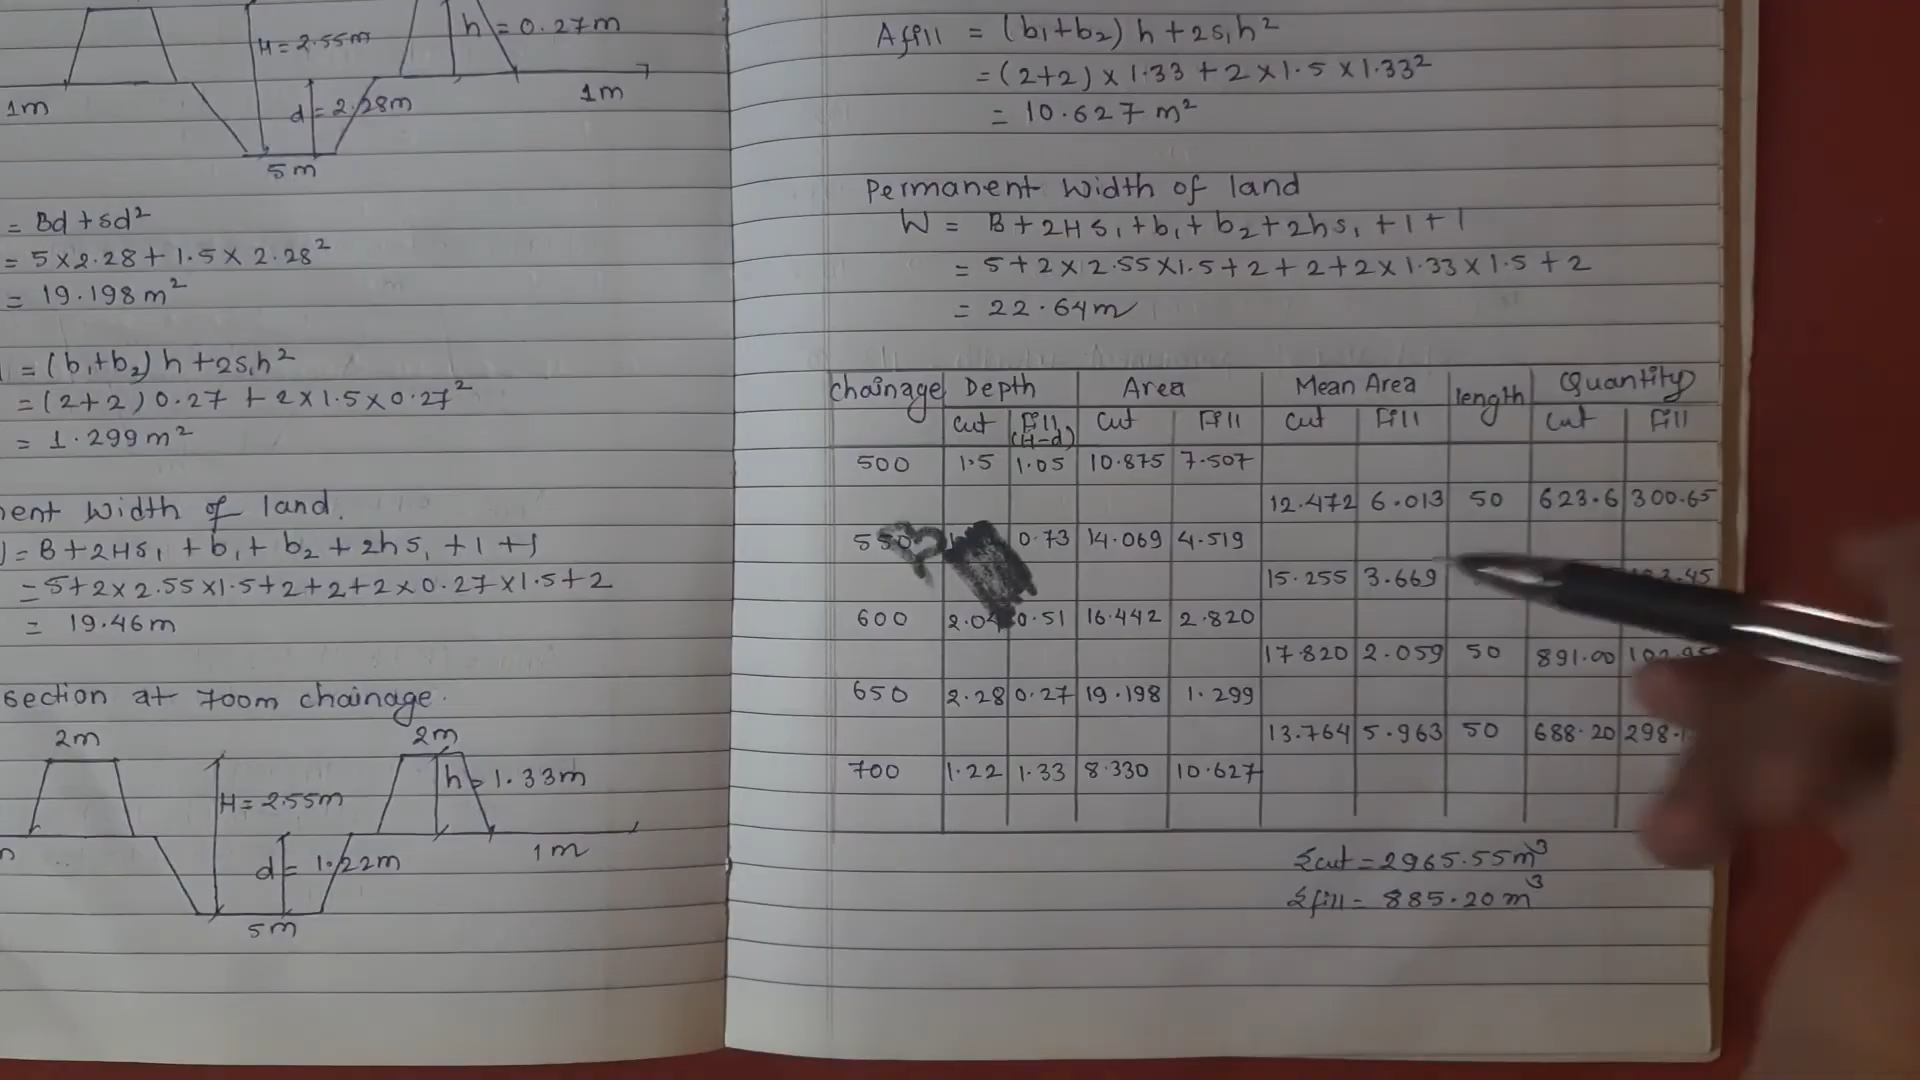 H = 2.55m
h = 0.27m
1m
d = 2.28m
1m
5m
= Bd + sd²
= 5 x 2.28 + 1.5 x 2.28²
= 19.198 m²
= (b₁+b₂) h + 2s₁h²
= (2+2) 0.27 + 2 x 1.5 x 0.27²
= 1.299 m²
width of land.
= B + 2HS₁ + b₁ + b₂ + 2hs₁ + 1 + 1
= 5 + 2 x 2.55 x 1.5 + 2 + 2 + 2 x 0.27 x 1.5 + 2
= 19.46m
section at 700m chainage.
2m 2m
h = 1.33m
H = 2.55m
d = 1.22m
1m
5m
Afill = (b₁+b₂) h + 2s₁h²
= (2+2) x 1.33 + 2 x 1.5 x 1.33²
= 10.627 m²
Permanent width of land
W = B + 2HS₁ + b₁ + b₂ + 2hs₁ + 1 + 1
= 5 + 2 x 2.55 x 1.5 + 2 + 2 + 2 x 1.33 x 1.5 + 2
= 22.64m
Chainage Depth Area Mean Area length Quantity
Cut Fill Cut Fill Cut Fill Cut Fill
(H-d)
500 1.5 1.05 10.875 7.507
12.472 6.013 50 623.6 300.65
550 0.73 14.069 4.519
15.255 3.669
600 0.51 16.442 2.820
17.820 2.059 50 891.00
650 2.28 0.27 19.198 1.299
13.764 5.963 50 688.20
700 1.22 1.33 8.330 10.627
Σcut = 2965.55m³
Σfill = 885.20 m³